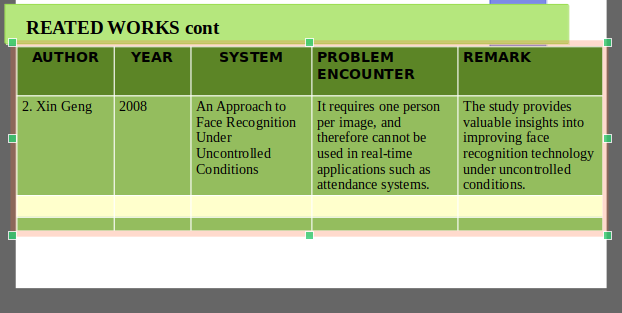 REATED WORKS cont
AUTHOR YEAR SYSTEM PROBLEM ENCOUNTER REMARK
2. Xin Geng
2008
An Approach to
Face Recognition
Under
Uncontrolled
Conditions
It requires one person
per image, and
therefore cannot be
used in real-time
applications such as
attendance systems.
The study provides
valuable insights into
improving face
recognition technology
under uncontrolled
conditions.